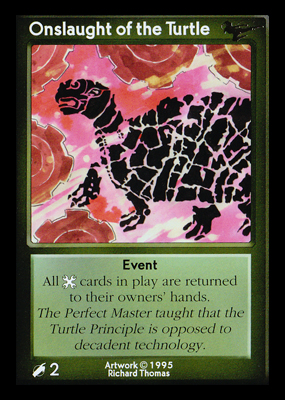 Onslaught of the Turtle
Event
All cards in play are returned
to their owners' hands.
The Perfect Master taught that the
Turtle Principle is opposed to
decadent technology.
2
Artwork © 1995
Richard Thomas